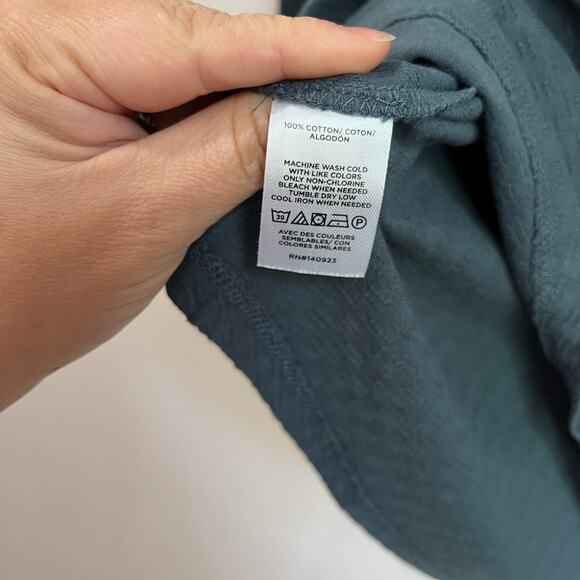 100% COTTON/ COTON/
ALGODÓN
MACHINE WASH COLD
WITH LIKE COLORS
ONLY NON-CHLORINE
BLEACH WHEN NEEDED
TUMBLE DRY LOW
COOL IRON WHEN NEEDED
30 P
AVEC DES COULEURS
SEMBLABLES/ CON
COLORES SIMILARES
RN#140923